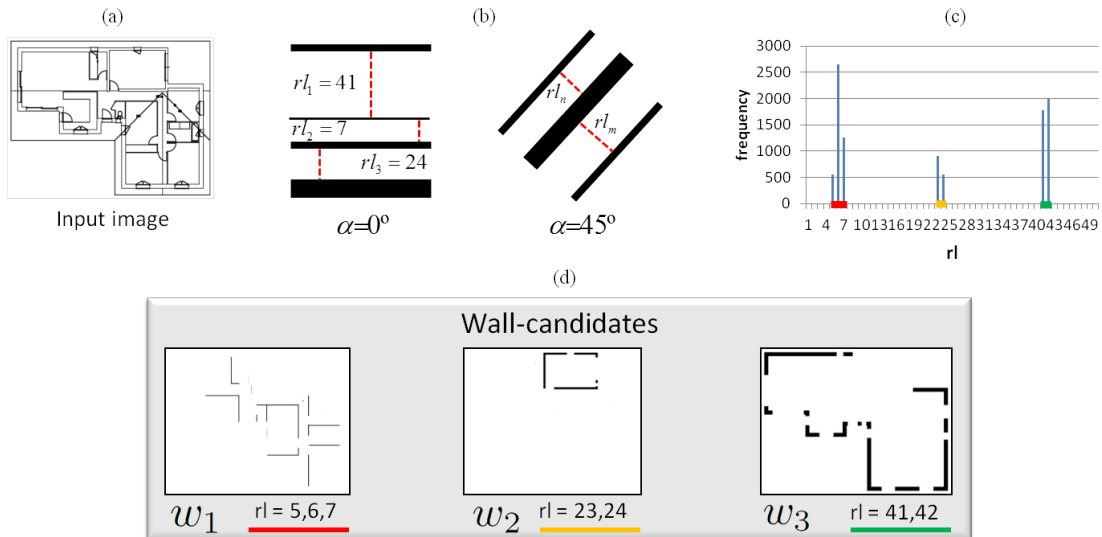 (a)
(b)
(c)
Input image
rl₁ = 41
rl₂ = 7
rl₃ = 24
α=0º
rlₙ
rlₘ
α=45º
3000
2500
2000
1500
1000
500
0
frequency
1 4 7 10 13 16 19 22 25 28 31 34 37 40 43 46 49
rl
(d)
Wall-candidates
w₁ rl = 5,6,7
w₂ rl = 23,24
w₃ rl = 41,42